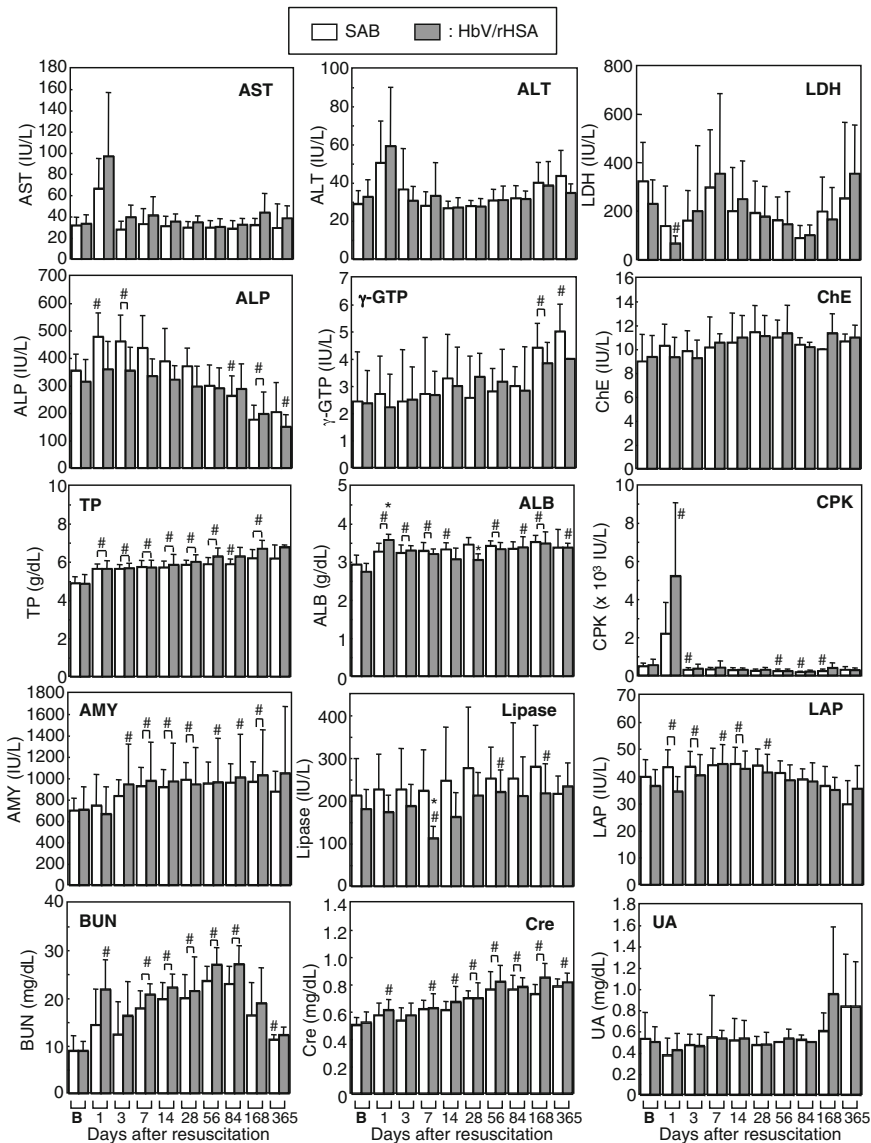 SAB : HbV/rHSA
AST
AST (IU/L)
180
160
140
120
100
80
60
40
20
0
ALT
ALT (IU/L)
100
80
60
40
20
0
LDH
LDH (IU/L)
800
600
400
200
0
#
ALP
ALP (IU/L)
700
600
500
400
300
200
100
0
# # # # #
γ-GTP
γ-GTP (IU/L)
7
6
5
4
3
2
1
0
# #
ChE
ChE (IU/L)
16
14
12
10
8
6
4
2
0
TP
TP (g/dL)
10
8
6
4
2
0
# # # # # # # #
ALB
ALB (g/dL)
5
4
3
2
1
0
* # # # # * # # # #
CPK
CPK (x 10³ IU/L)
10
8
6
4
2
0
# # # # #
AMY
AMY (IU/L)
1800
1600
1400
1200
1000
800
600
400
200
0
# # # # # # #
Lipase
Lipase (IU/L)
400
300
200
100
0
* # # #
LAP
LAP (IU/L)
70
60
50
40
30
20
10
0
# # # # #
BUN
BUN (mg/dL)
40
30
20
10
0
# # # # # # #
Cre
Cre (mg/dL)
1.4
1.2
1.0
0.8
0.6
0.4
0.2
0
# # # # # # # #
UA
UA (mg/dL)
1.8
1.6
1.4
1.2
1.0
0.8
0.6
0.4
0.2
0
B 1 3 7 14 28 56 84 168 365
Days after resuscitation
B 1 3 7 14 28 56 84 168 365
Days after resuscitation
B 1 3 7 14 28 56 84 168 365
Days after resuscitation